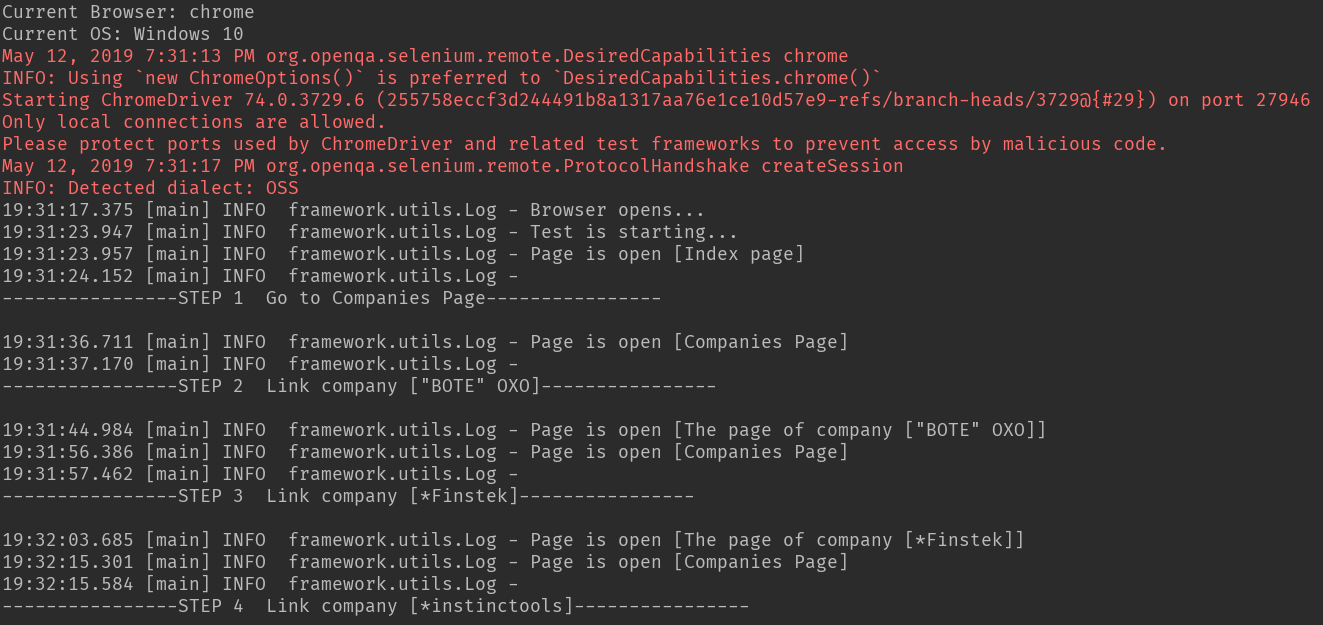 Current Browser: chrome
Current OS: Windows 10
May 12, 2019 7:31:13 PM org.openqa.selenium.remote.DesiredCapabilities chrome
INFO: Using `new ChromeOptions()` is preferred to `DesiredCapabilities.chrome()`
Starting ChromeDriver 74.0.3729.6 (255758eccf3d244491b8a1317aa76e1ce10d57e9-refs/branch-heads/3729@{#29}) on port 27946
Only local connections are allowed.
Please protect ports used by ChromeDriver and related test frameworks to prevent access by malicious code.
May 12, 2019 7:31:17 PM org.openqa.selenium.remote.ProtocolHandshake createSession
INFO: Detected dialect: OSS
19:31:17.375 [main] INFO  framework.utils.Log - Browser opens...
19:31:23.947 [main] INFO  framework.utils.Log - Test is starting...
19:31:23.957 [main] INFO  framework.utils.Log - Page is open [Index page]
19:31:24.152 [main] INFO  framework.utils.Log -
----------------STEP 1  Go to Companies Page----------------
19:31:36.711 [main] INFO  framework.utils.Log - Page is open [Companies Page]
19:31:37.170 [main] INFO  framework.utils.Log -
----------------STEP 2  Link company ["BOTE" OXO]----------------
19:31:44.984 [main] INFO  framework.utils.Log - Page is open [The page of company ["BOTE" OXO]]
19:31:56.386 [main] INFO  framework.utils.Log - Page is open [Companies Page]
19:31:57.462 [main] INFO  framework.utils.Log -
----------------STEP 3  Link company [*Finstek]----------------
19:32:03.685 [main] INFO  framework.utils.Log - Page is open [The page of company [*Finstek]]
19:32:15.301 [main] INFO  framework.utils.Log - Page is open [Companies Page]
19:32:15.584 [main] INFO  framework.utils.Log -
----------------STEP 4  Link company [*instinctools]----------------